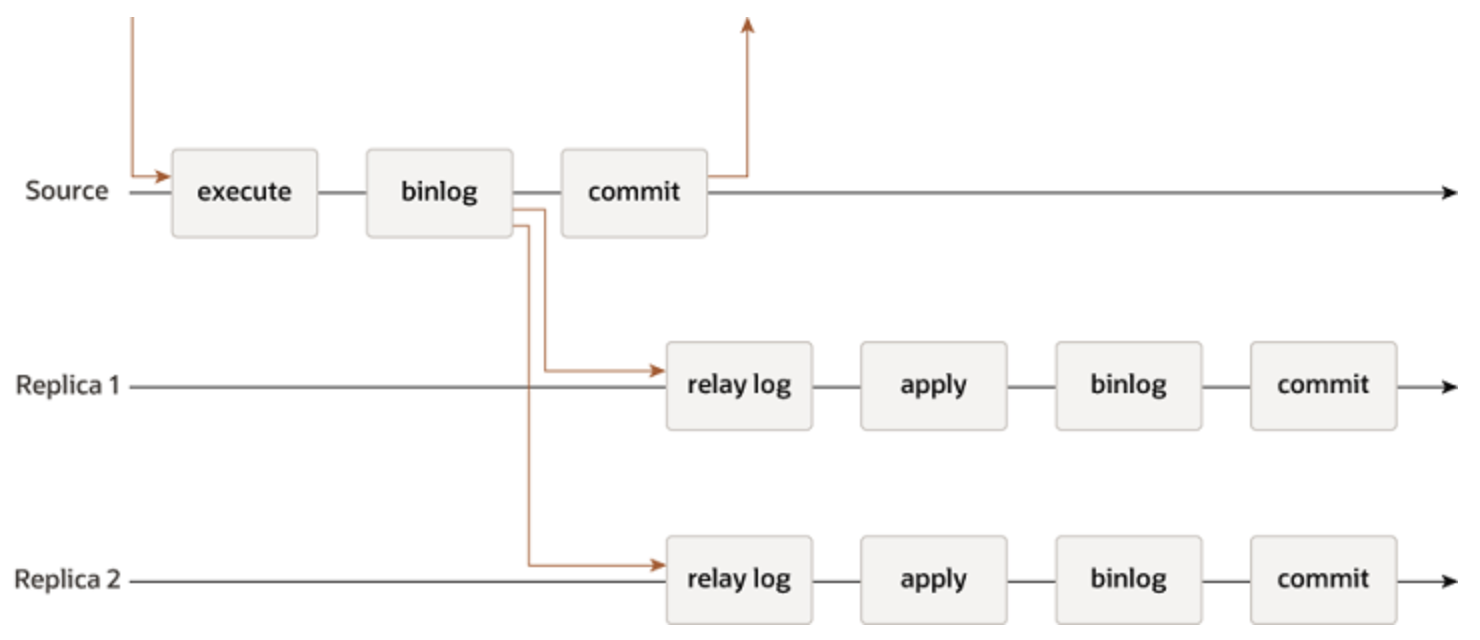 Source execute binlog commit
Replica 1 relay log apply binlog commit
Replica 2 relay log apply binlog commit